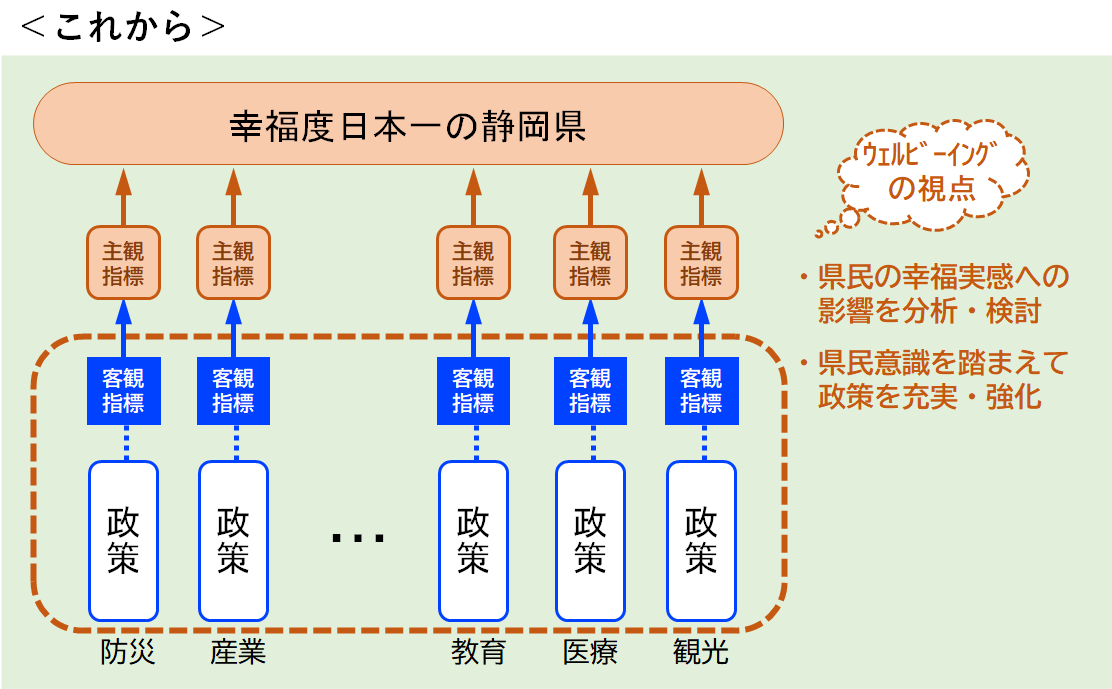 ＜これから＞
幸福度日本一の静岡県
ｳｪﾙﾋﾞｰｲﾝｸﾞ
の視点
主観
指標
主観
指標
主観
指標
主観
指標
主観
指標
・県民の幸福実感への
影響を分析・検討
・県民意識を踏まえて
政策を充実・強化
客観
指標
客観
指標
客観
指標
客観
指標
客観
指標
政策
政策
…
政策
政策
政策
防災
産業
教育
医療
観光